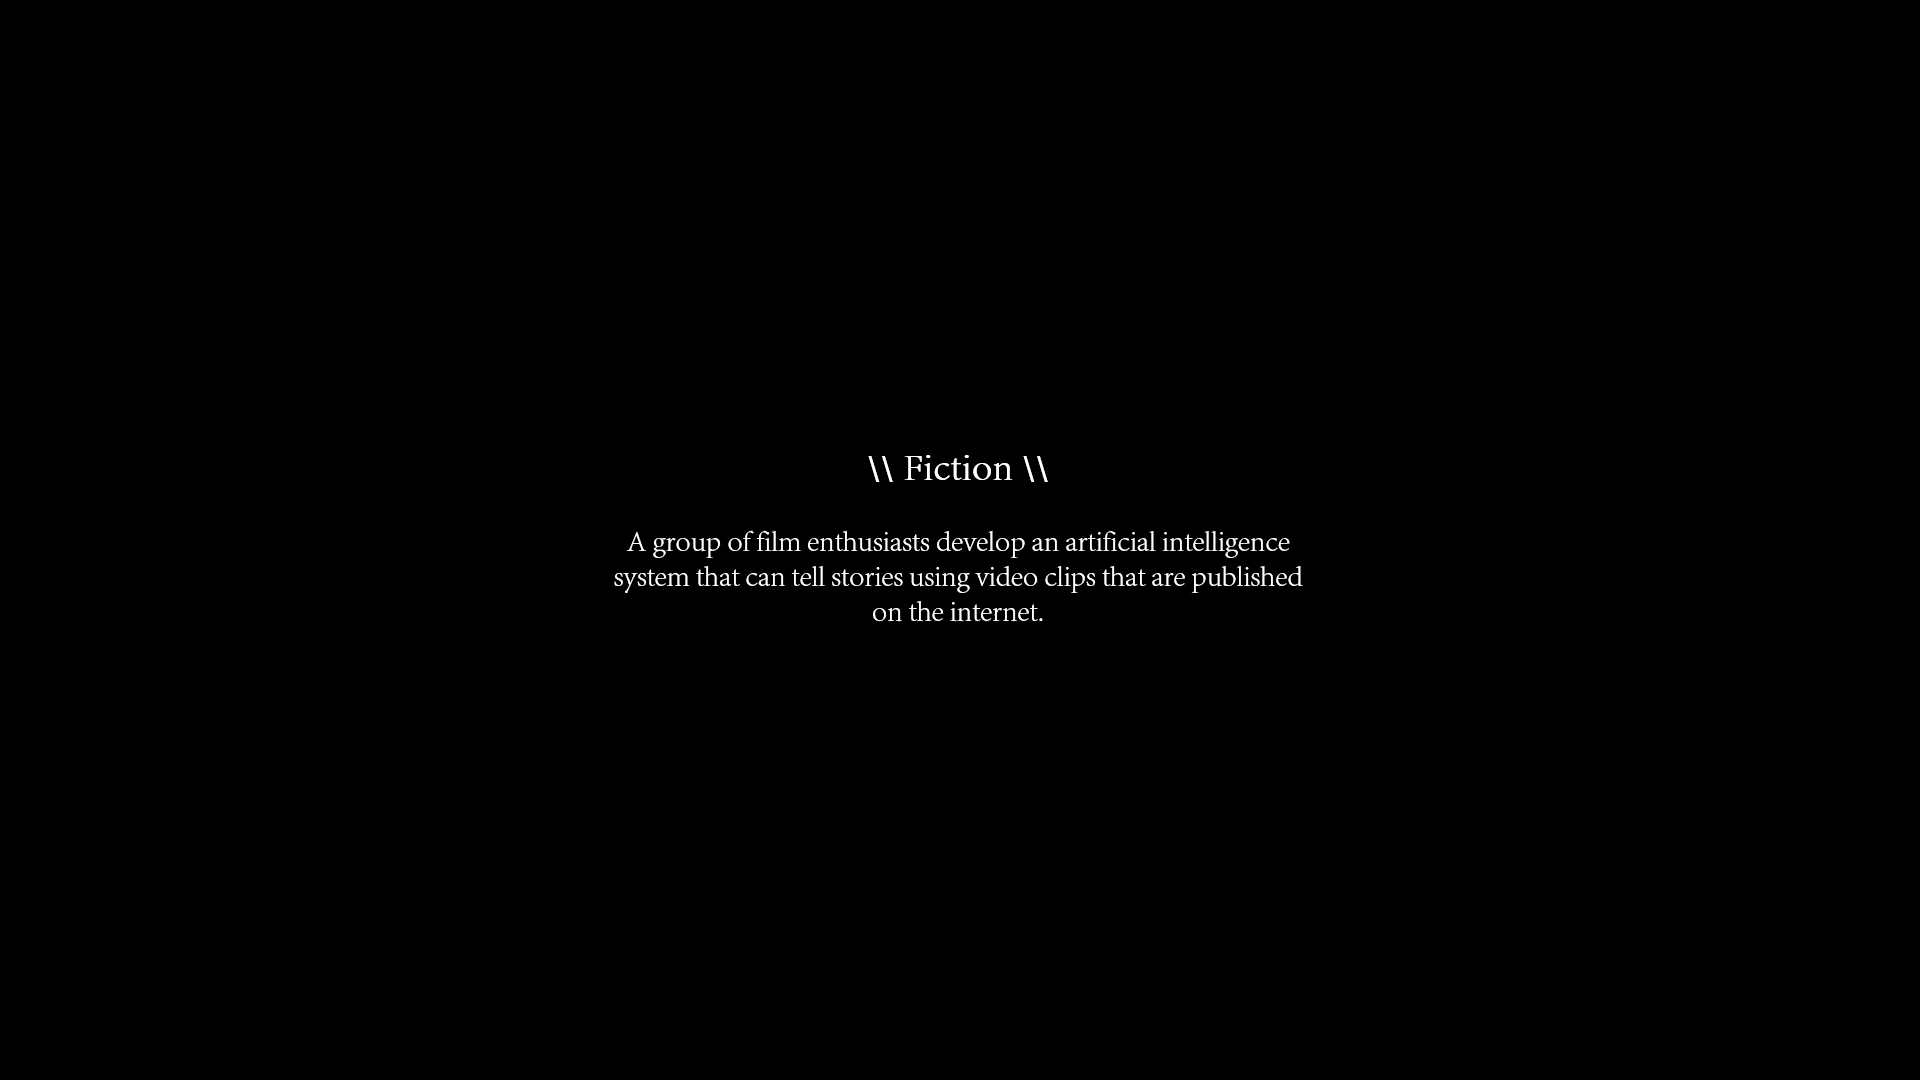 \\ Fiction \\
A group of film enthusiasts develop an artificial intelligence
system that can tell stories using video clips that are published
on the internet.